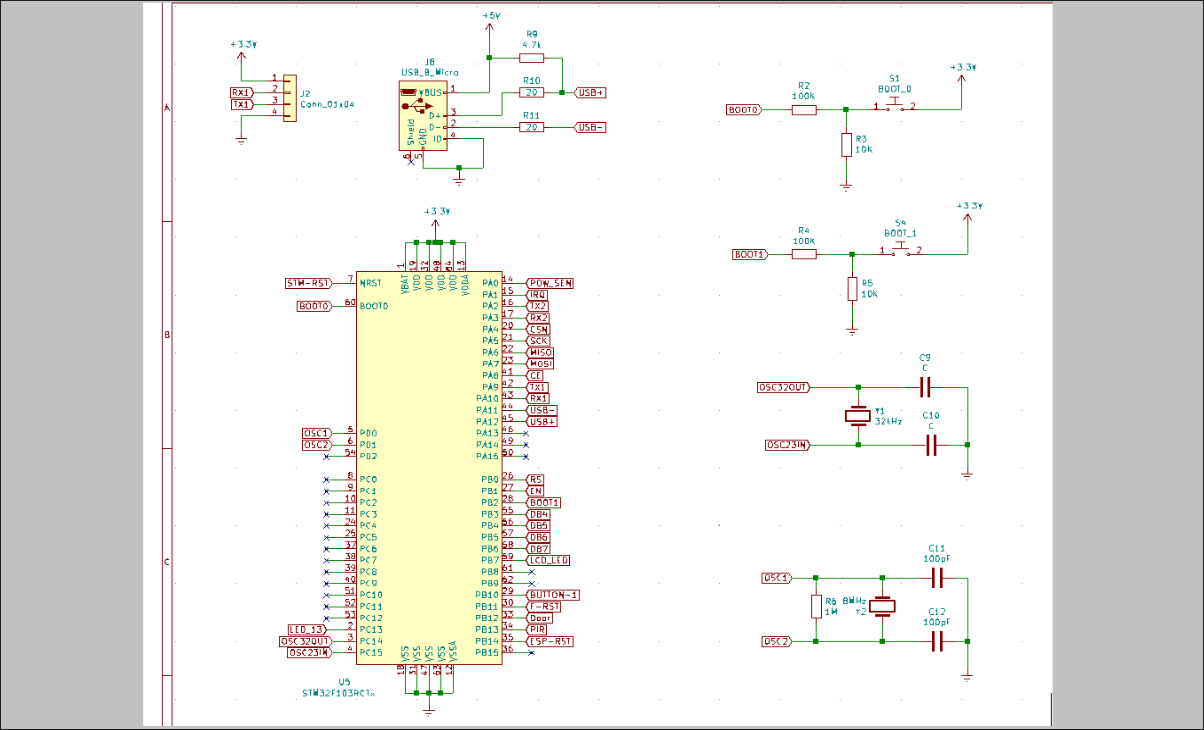 +5V
+3.3V
J2
Conn_01x04
1
2
3
4
RX1
TX1
J8
USB_B_Micro
VBUS
D+
D-
ID
Shield
GND
1
3
2
4
6
5
R9
4.7k
R10
20
R11
20
USB+
USB-
A
B
C
BOOT0
R2
100K
R3
10K
S1
BOOT_0
1
2
+3.3V
BOOT1
R4
100K
R5
10K
S4
BOOT_1
1
2
+3.3V
+3.3V
1
19
32
48
64
13
VBAT
VDD
VDD
VDD
VDD
VDDA
STM-RST
7
NRST
PA0
14
POW_SEN
PA1
15
IRQ
BOOT0
60
BOOT0
PA2
16
TX2
PA3
17
RX2
PA4
20
CSN
PA5
21
SCK
PA6
22
MISO
PA7
23
MOSI
PA8
41
CE
PA9
42
TX1
PA10
43
RX1
PA11
44
USB-
PA12
45
USB+
OSC1
5
PD0
PA13
46
OSC2
6
PD1
PA14
49
54
PD2
PA15
50
8
PC0
PB0
26
RS
9
PC1
PB1
27
EN
10
PC2
PB2
28
BOOT1
11
PC3
PB3
55
DB4
24
PC4
PB4
56
DB5
25
PC5
PB5
57
DB6
37
PC6
PB6
58
DB7
38
PC7
PB7
59
LCD_LED
39
PC8
PB8
61
40
PC9
PB9
62
51
PC10
PB10
29
BUTTON-1
52
PC11
PB11
30
F-RST
53
PC12
PB12
33
Door
LED_13
2
PC13
PB13
34
PIR
OSC32OUT
3
PC14
PB14
35
ESP-RST
OSC23IN
4
PC15
PB15
36
VSS
VSS
VSS
VSS
VSSA
18
31
47
63
12
U5
STM32F103RCTx
OSC32OUT
OSC23IN
C9
C
C10
C
Y1
32kHz
OSC1
OSC2
R6
1M
8MHz
Y2
C11
100pF
C12
100pF